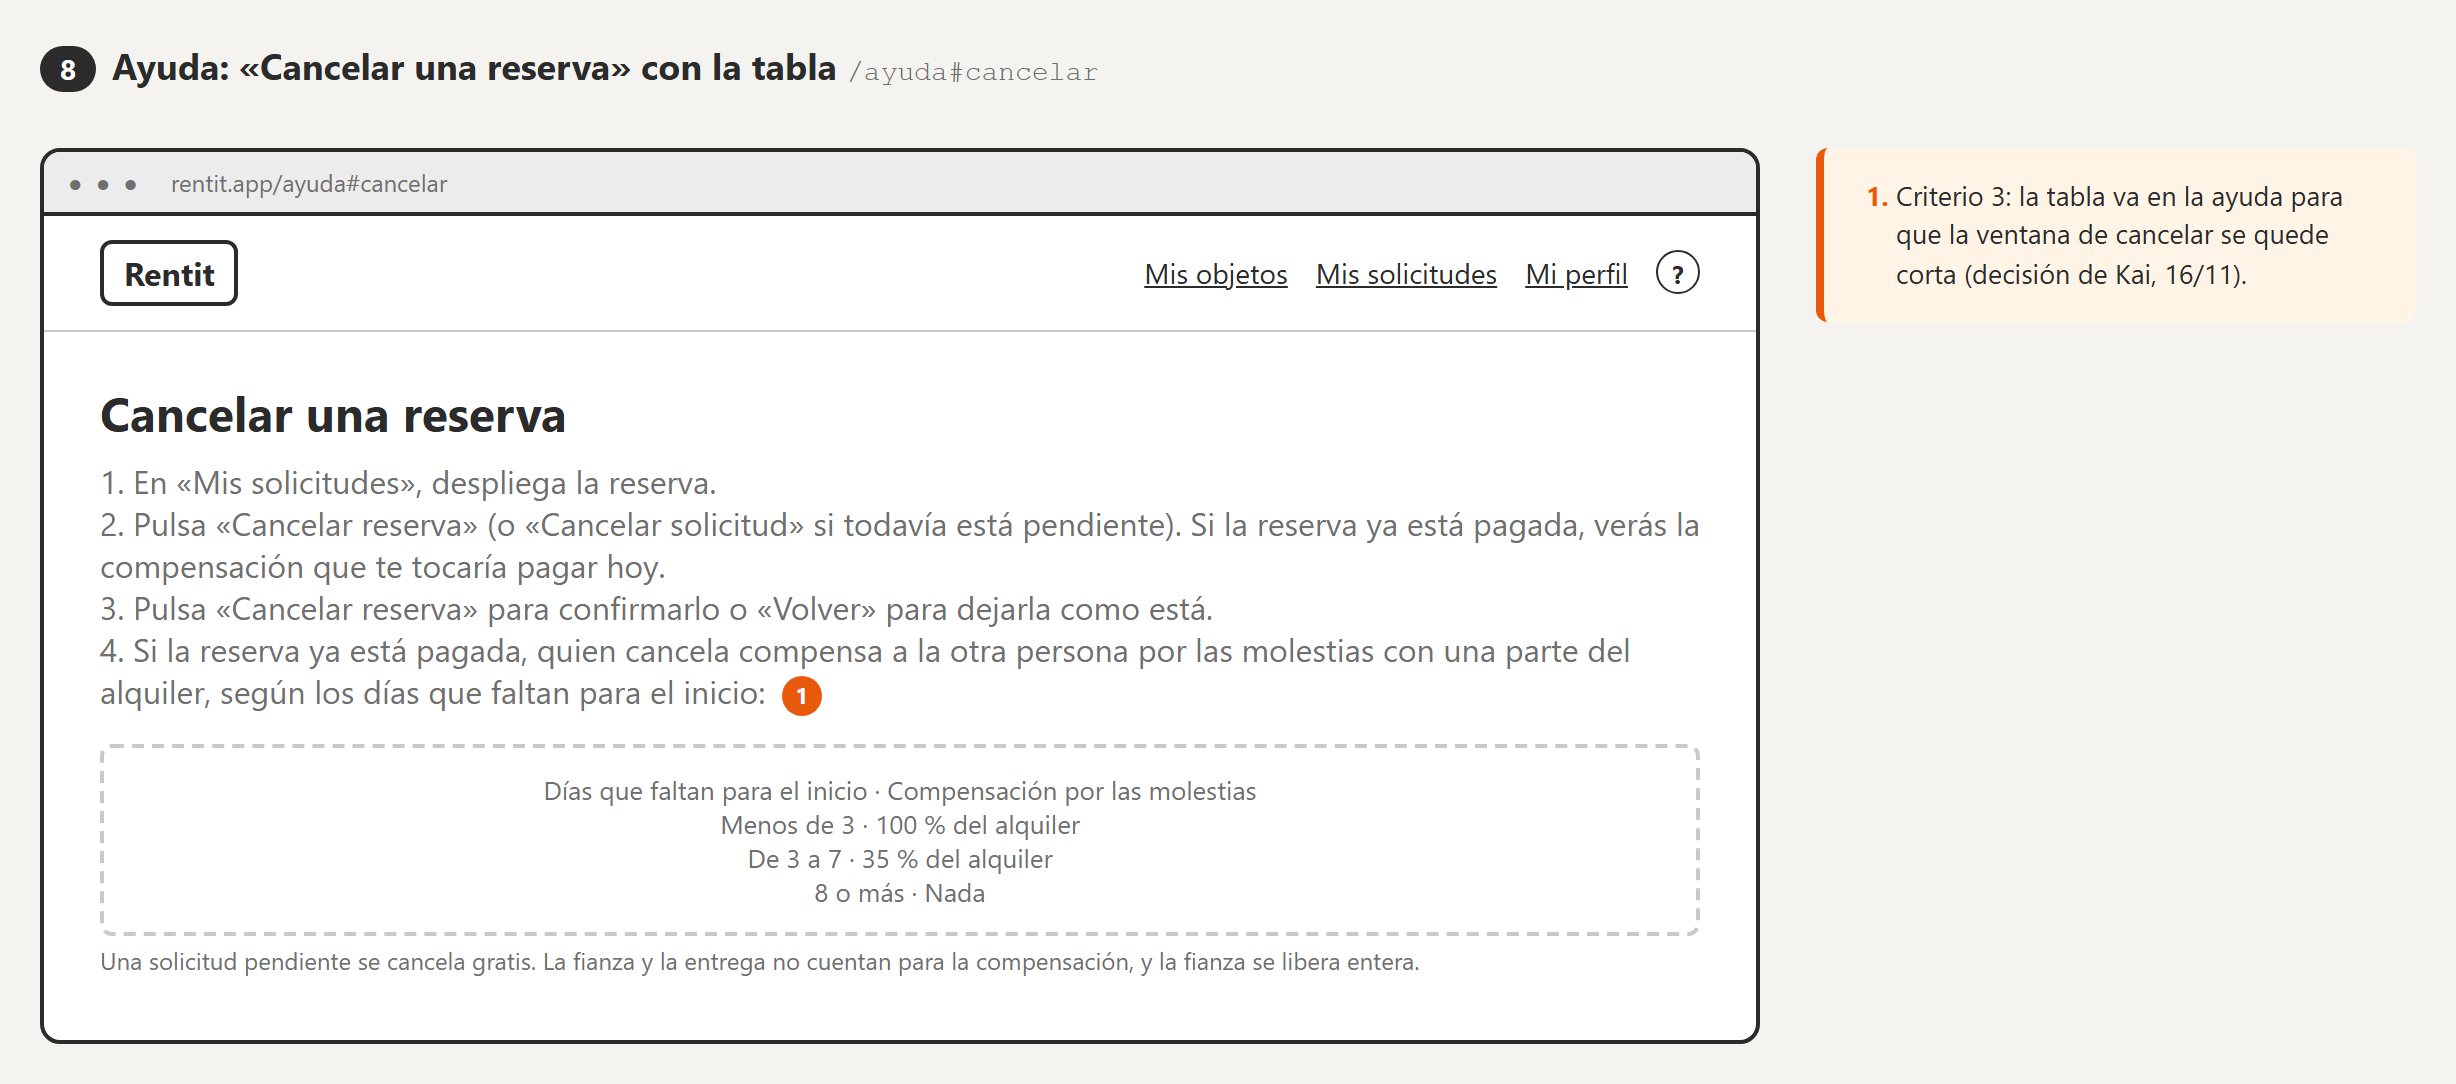 8 Ayuda: «Cancelar una reserva» con la tabla /ayuda#cancelar
rentit.app/ayuda#cancelar
Rentit
Mis objetos Mis solicitudes Mi perfil ?
Cancelar una reserva
1. En «Mis solicitudes», despliega la reserva.
2. Pulsa «Cancelar reserva» (o «Cancelar solicitud» si todavía está pendiente). Si la reserva ya está pagada, verás la
compensación que te tocaría pagar hoy.
3. Pulsa «Cancelar reserva» para confirmarlo o «Volver» para dejarla como está.
4. Si la reserva ya está pagada, quien cancela compensa a la otra persona por las molestias con una parte del
alquiler, según los días que faltan para el inicio: 1
Días que faltan para el inicio · Compensación por las molestias
Menos de 3 · 100 % del alquiler
De 3 a 7 · 35 % del alquiler
8 o más · Nada
Una solicitud pendiente se cancela gratis. La fianza y la entrega no cuentan para la compensación, y la fianza se libera entera.
1. Criterio 3: la tabla va en la ayuda para
que la ventana de cancelar se quede
corta (decisión de Kai, 16/11).